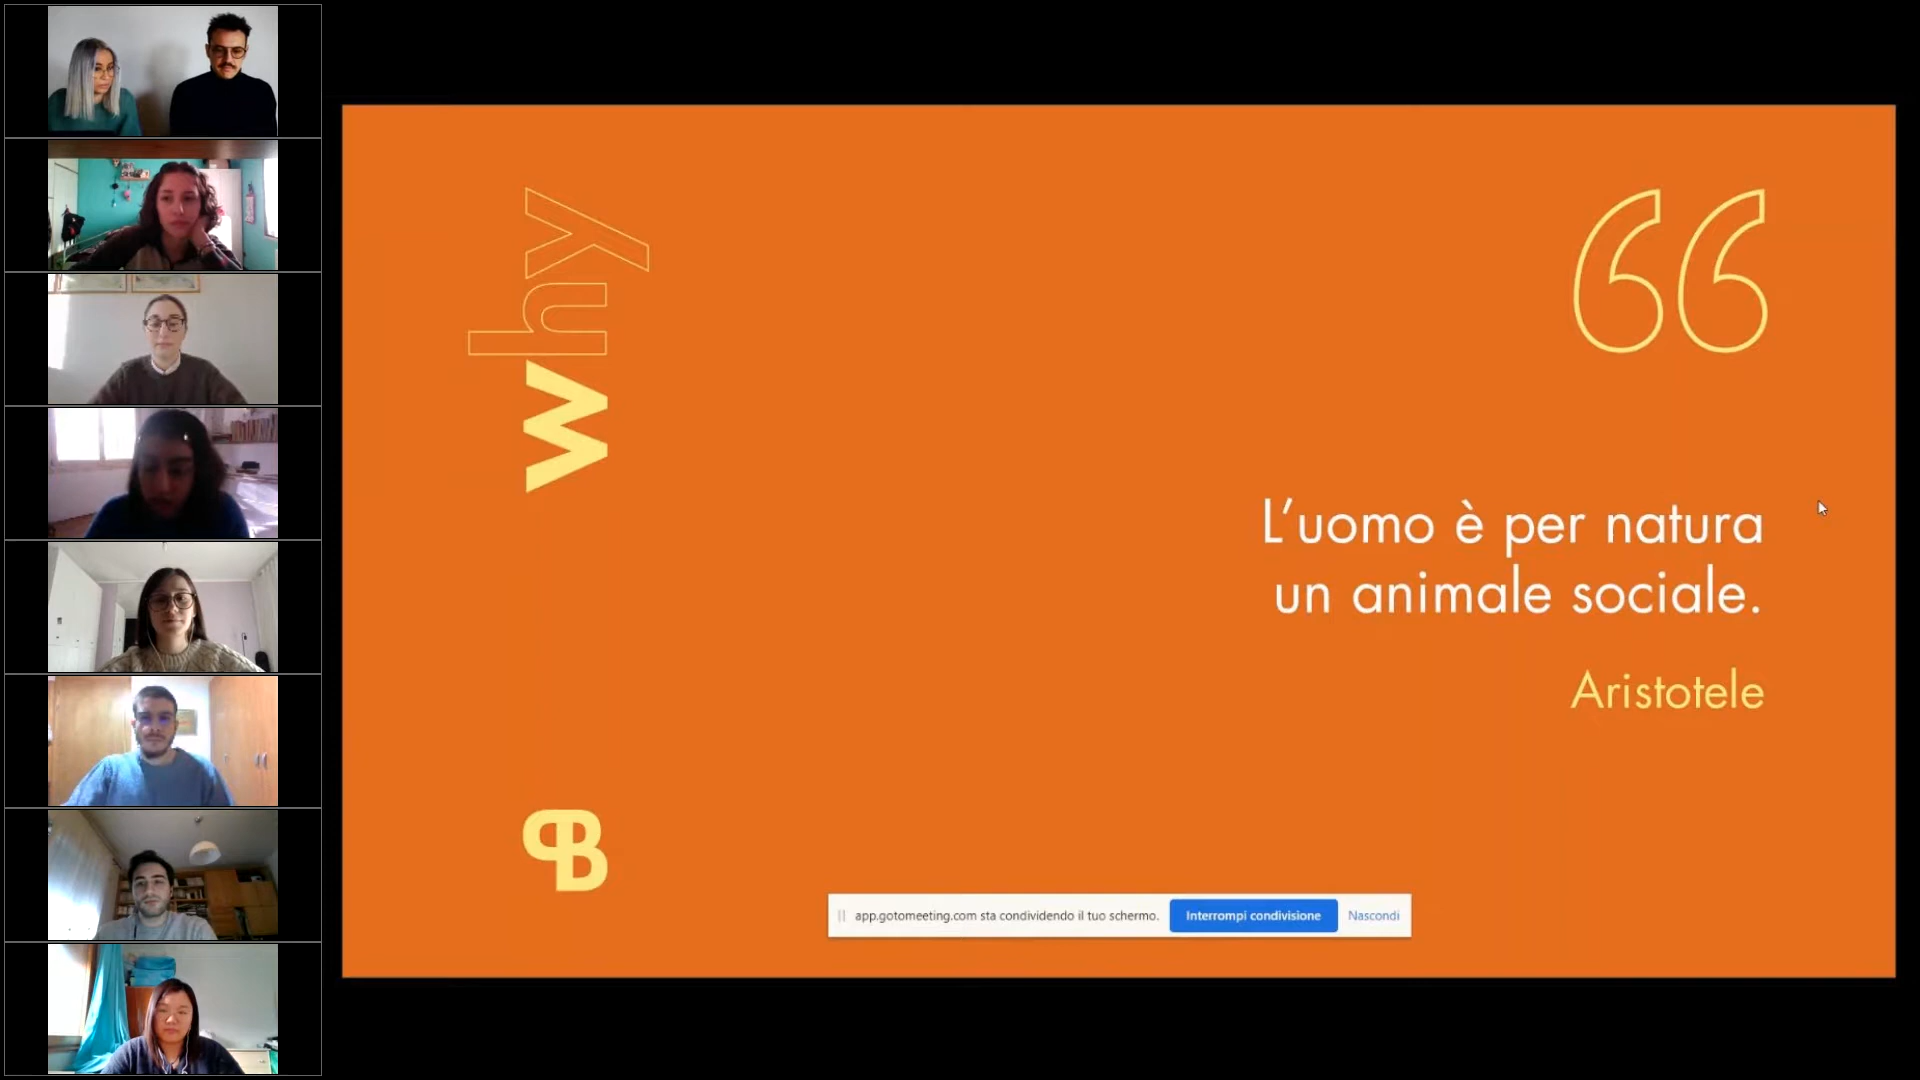 why
“
L’uomo è per natura
un animale sociale.
Aristotele
PB
app.gotomeeting.com sta condividendo il tuo schermo. Interrompi condivisione Nascondi